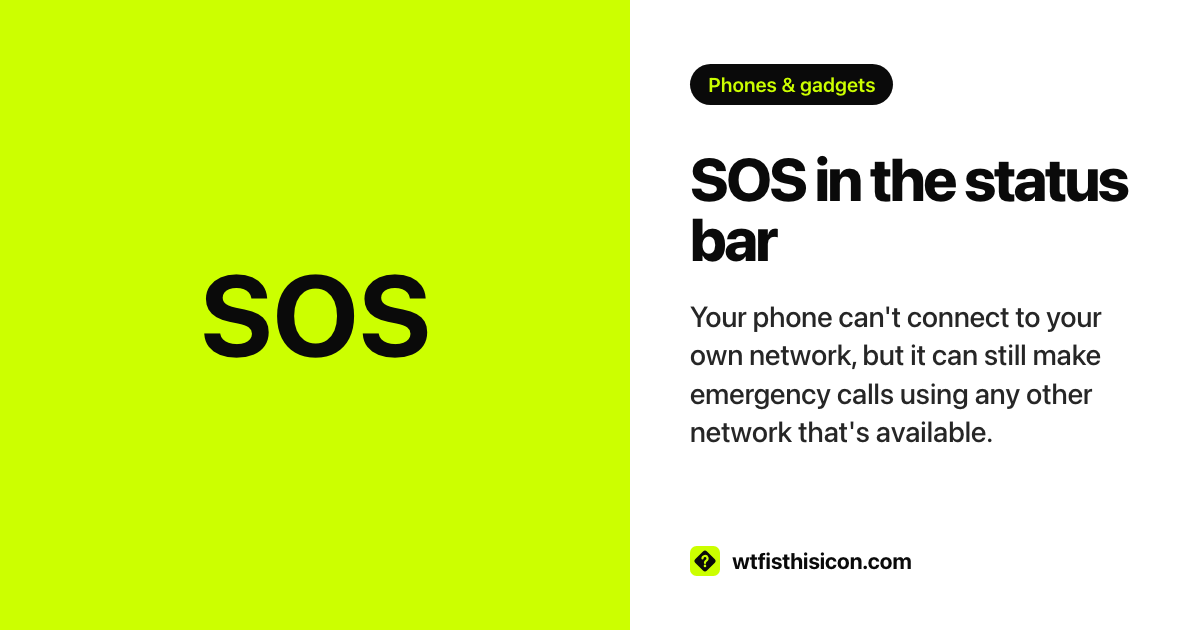 SOS
Phones & gadgets
SOS in the status
bar
Your phone can't connect to your
own network, but it can still make
emergency calls using any other
network that's available.
?
wtfisthisicon.com